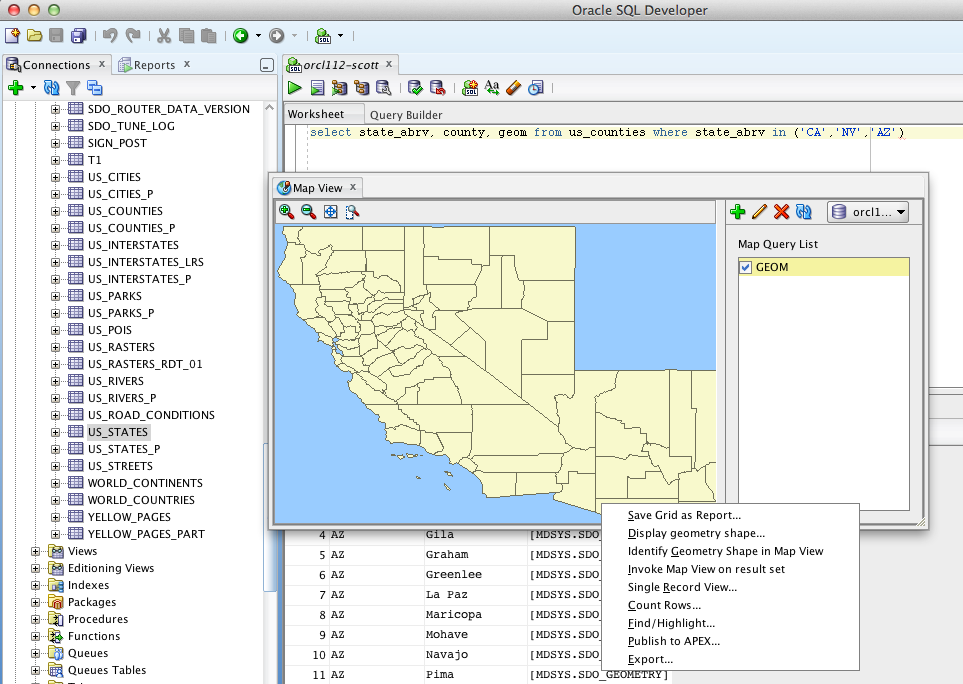 Oracle SQL Developer
Connections x
Reports x
SDO_ROUTER_DATA_VERSION
SDO_TUNE_LOG
SIGN_POST
T1
US_CITIES
US_CITIES_P
US_COUNTIES
US_COUNTIES_P
US_INTERSTATES
US_INTERSTATES_LRS
US_INTERSTATES_P
US_PARKS
US_PARKS_P
US_POIS
US_RASTERS
US_RASTERS_RDT_01
US_RIVERS
US_RIVERS_P
US_ROAD_CONDITIONS
US_STATES
US_STATES_P
US_STREETS
WORLD_CONTINENTS
WORLD_COUNTRIES
YELLOW_PAGES
YELLOW_PAGES_PART
Views
Editioning Views
Indexes
Packages
Procedures
Functions
Queues
Queues Tables
orcl112-scott x
Worksheet
Query Builder
select state_abrv, county, geom from us_counties where state_abrv in ('CA','NV','AZ')
Map View x
orcl1...
Map Query List
GEOM
4 AZ Gila [MDSYS.SDO_
5 AZ Graham [MDSYS.SDO_
6 AZ Greenlee [MDSYS.SDO_
7 AZ La Paz [MDSYS.SDO_
8 AZ Maricopa [MDSYS.SDO_
9 AZ Mohave [MDSYS.SDO_
10 AZ Navajo [MDSYS.SDO_
11 AZ Pima [MDSYS.SDO_GEOMETRY]
Save Grid as Report...
Display geometry shape...
Identify Geometry Shape in Map View
Invoke Map View on result set
Single Record View...
Count Rows...
Find/Highlight...
Publish to APEX...
Export...